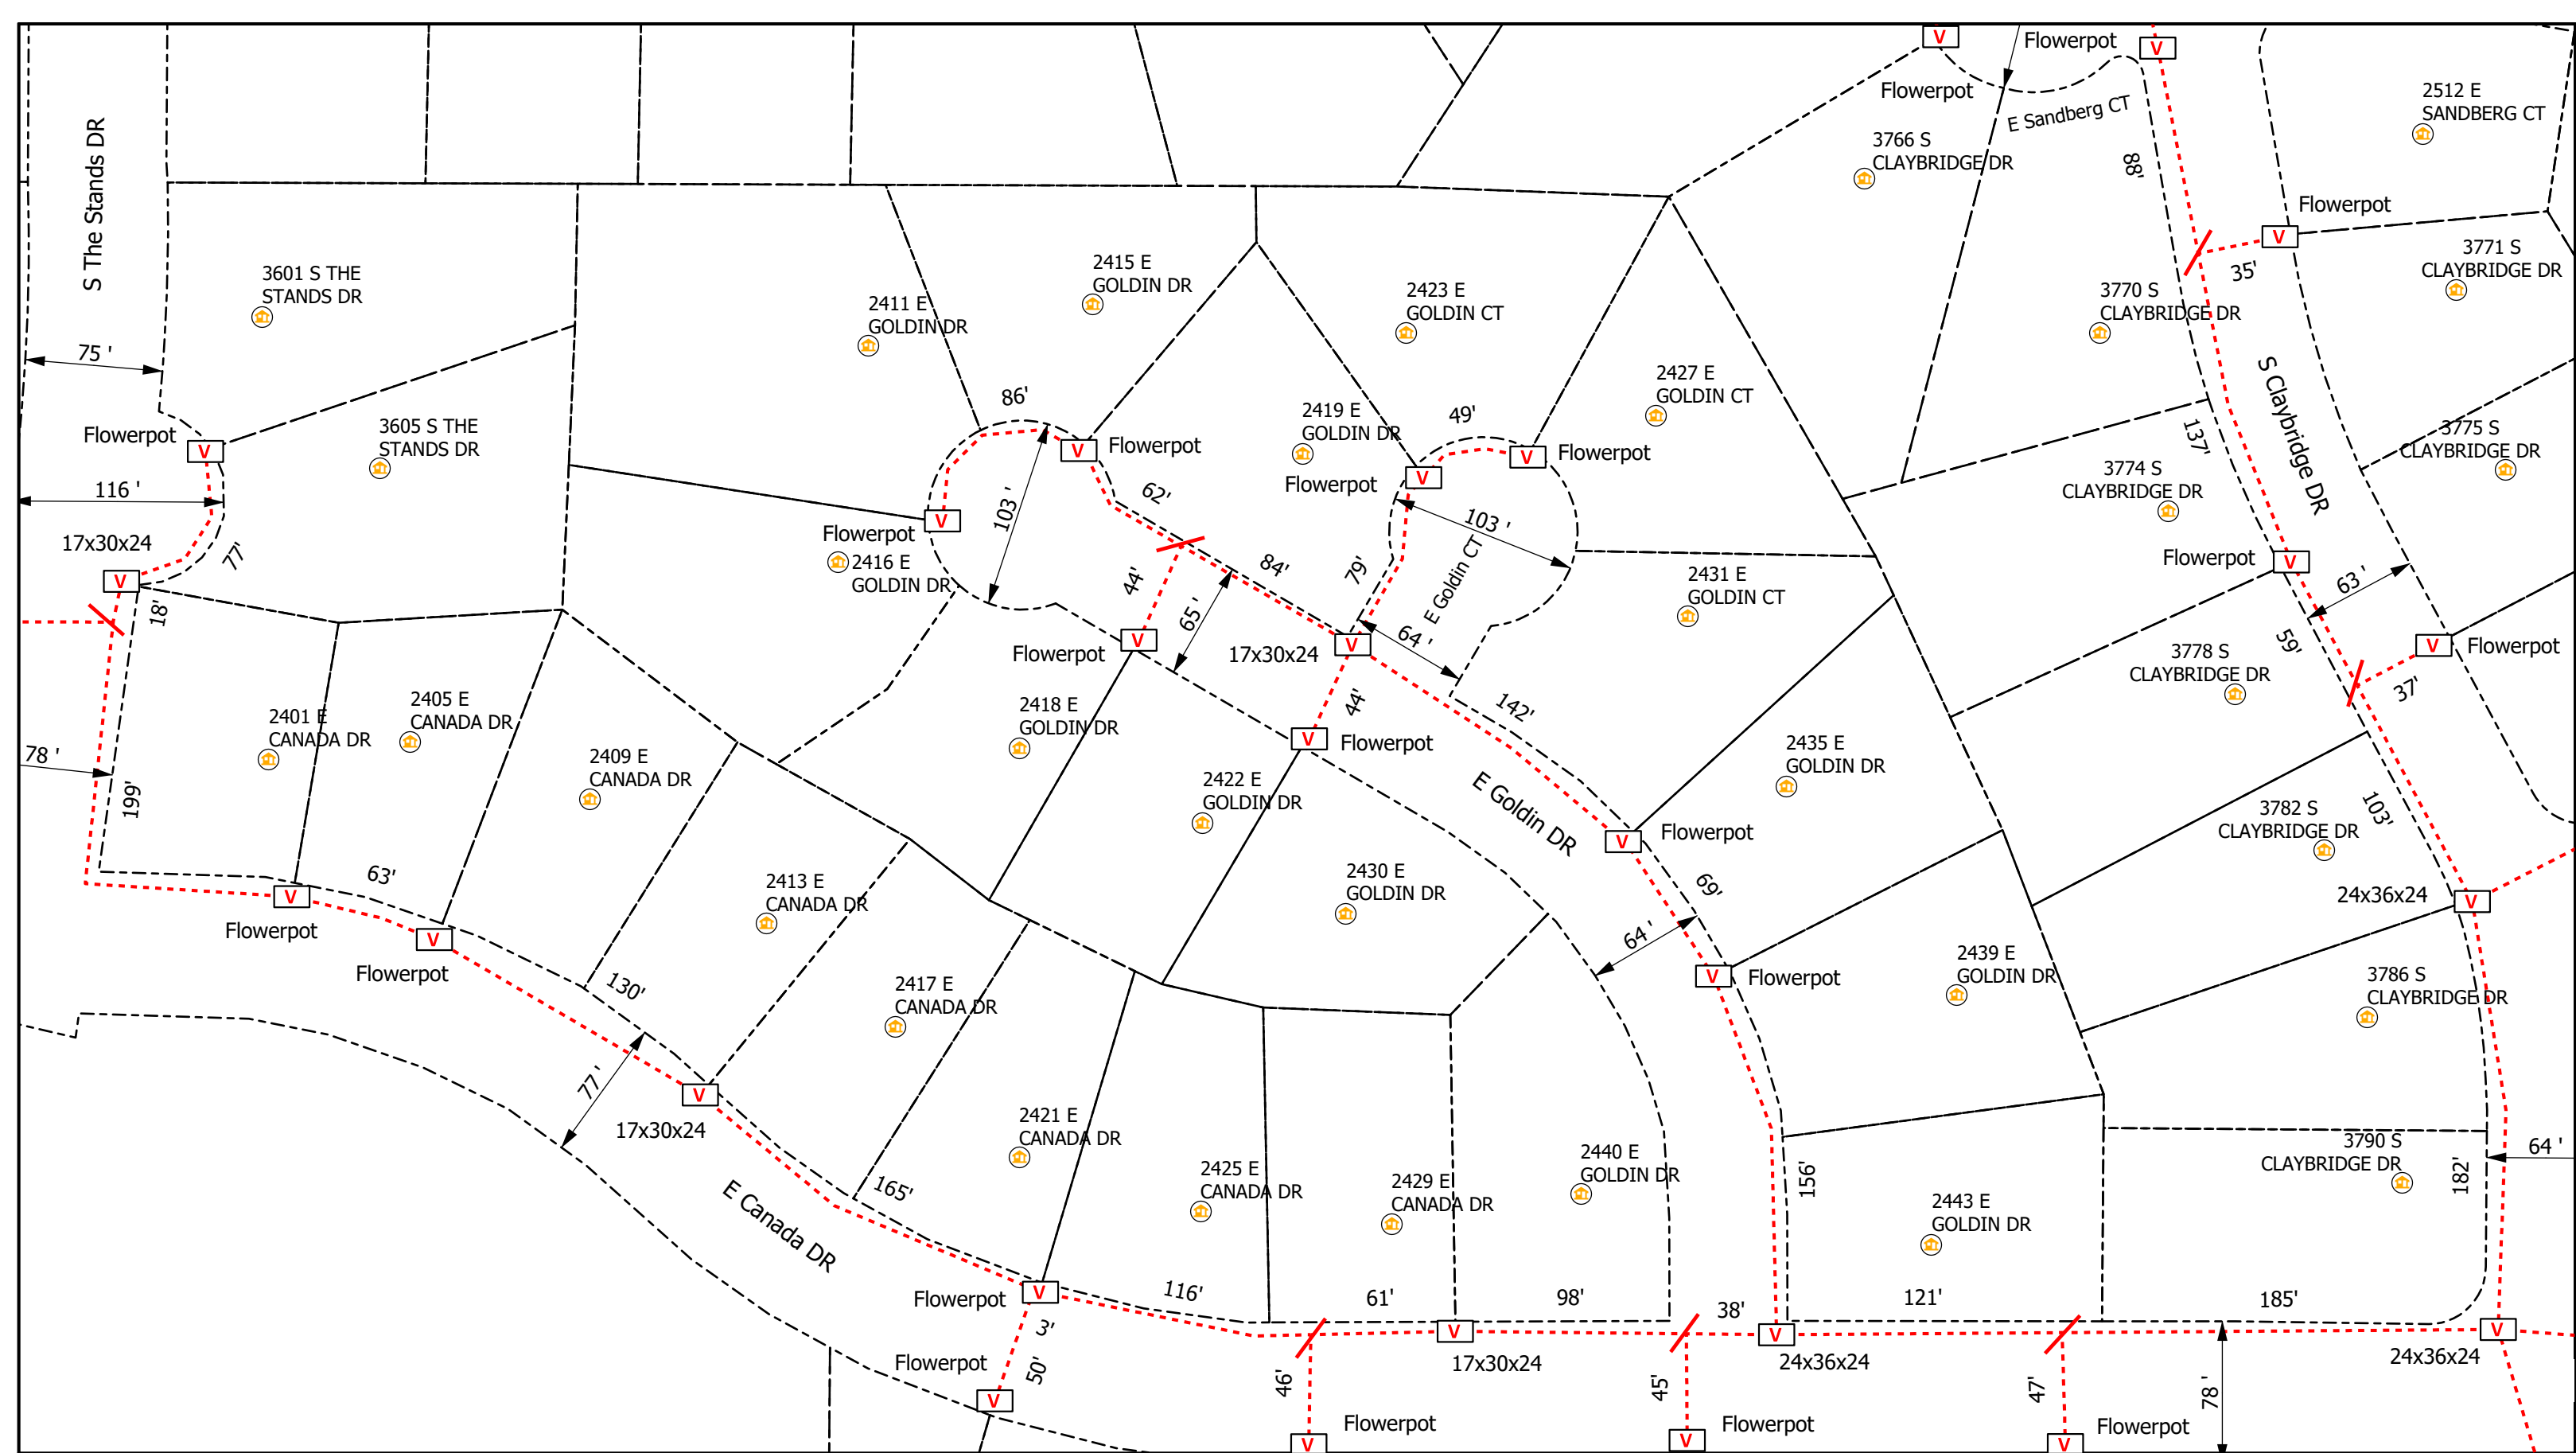 V
Flowerpot
V
Flowerpot
2512 E
SANDBERG CT
E Sandberg CT
3766 S
CLAYBRIDGE DR
88'
S The Stands DR
Flowerpot
V
35'
3771 S
CLAYBRIDGE DR
3601 S THE
STANDS DR
2415 E
GOLDIN DR
2411 E
GOLDIN DR
2423 E
GOLDIN CT
3770 S
CLAYBRIDGE DR
75 '
2427 E
GOLDIN CT
86'
49'
S Claybridge DR
Flowerpot
V
3605 S THE
STANDS DR
V
Flowerpot
2419 E
GOLDIN DR
V
Flowerpot
137'
3775 S
CLAYBRIDGE DR
116 '
Flowerpot
V
62'
Flowerpot
V
103 '
103 '
3774 S
CLAYBRIDGE DR
17x30x24
V
77'
2416 E
GOLDIN DR
44'
84'
79'
E Goldin CT
2431 E
GOLDIN CT
Flowerpot
V
63 '
18'
65 '
64 '
Flowerpot
V
17x30x24
V
59'
V
Flowerpot
3778 S
CLAYBRIDGE DR
37'
2401 E
CANADA DR
2405 E
CANADA DR
2418 E
GOLDIN DR
44'
142'
V
Flowerpot
78 '
2409 E
CANADA DR
2422 E
GOLDIN DR
E Goldin DR
2435 E
GOLDIN DR
199'
103'
3782 S
CLAYBRIDGE DR
V
Flowerpot
63'
2413 E
CANADA DR
2430 E
GOLDIN DR
69'
V
Flowerpot
24x36x24
V
V
Flowerpot
64 '
130'
2417 E
CANADA DR
V
Flowerpot
2439 E
GOLDIN DR
3786 S
CLAYBRIDGE DR
77 '
V
17x30x24
2421 E
CANADA DR
2425 E
CANADA DR
2429 E
CANADA DR
2440 E
GOLDIN DR
156'
2443 E
GOLDIN DR
3790 S
CLAYBRIDGE DR
182'
64 '
165'
E Canada DR
Flowerpot
V
116'
61'
98'
38'
121'
185'
3'
V
17x30x24
V
24x36x24
V
24x36x24
Flowerpot
V
50'
46'
45'
47'
78 '
V
Flowerpot
V
Flowerpot
V
Flowerpot